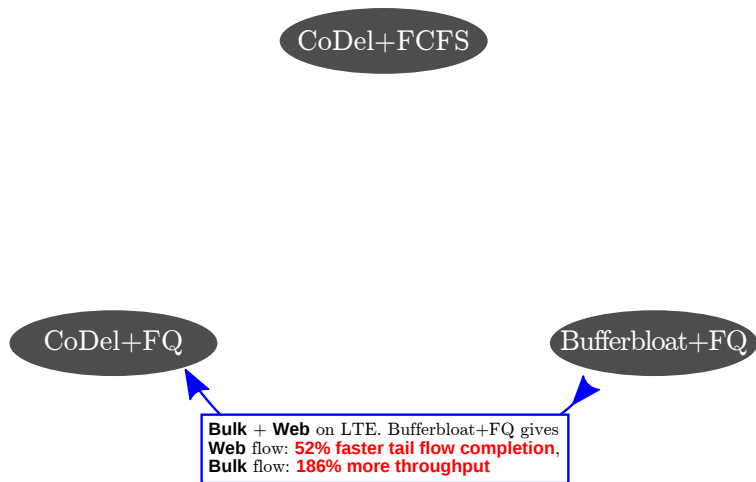 CoDel+FCFS
CoDel+FQ
Bufferbloat+FQ
Bulk + Web on LTE. Bufferbloat+FQ gives
Web flow: 52% faster tail flow completion,
Bulk flow: 186% more throughput